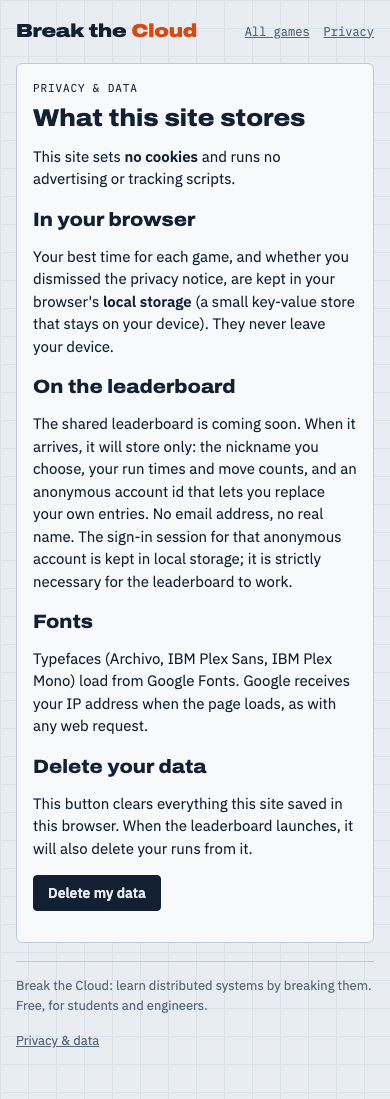 Break the Cloud
All games Privacy
PRIVACY & DATA
What this site stores
This site sets no cookies and runs no
advertising or tracking scripts.
In your browser
Your best time for each game, and whether you
dismissed the privacy notice, are kept in your
browser's local storage (a small key-value store
that stays on your device). They never leave
your device.
On the leaderboard
The shared leaderboard is coming soon. When it
arrives, it will store only: the nickname you
choose, your run times and move counts, and an
anonymous account id that lets you replace
your own entries. No email address, no real
name. The sign-in session for that anonymous
account is kept in local storage; it is strictly
necessary for the leaderboard to work.
Fonts
Typefaces (Archivo, IBM Plex Sans, IBM Plex
Mono) load from Google Fonts. Google receives
your IP address when the page loads, as with
any web request.
Delete your data
This button clears everything this site saved in
this browser. When the leaderboard launches, it
will also delete your runs from it.
Delete my data
Break the Cloud: learn distributed systems by breaking them.
Free, for students and engineers.
Privacy & data